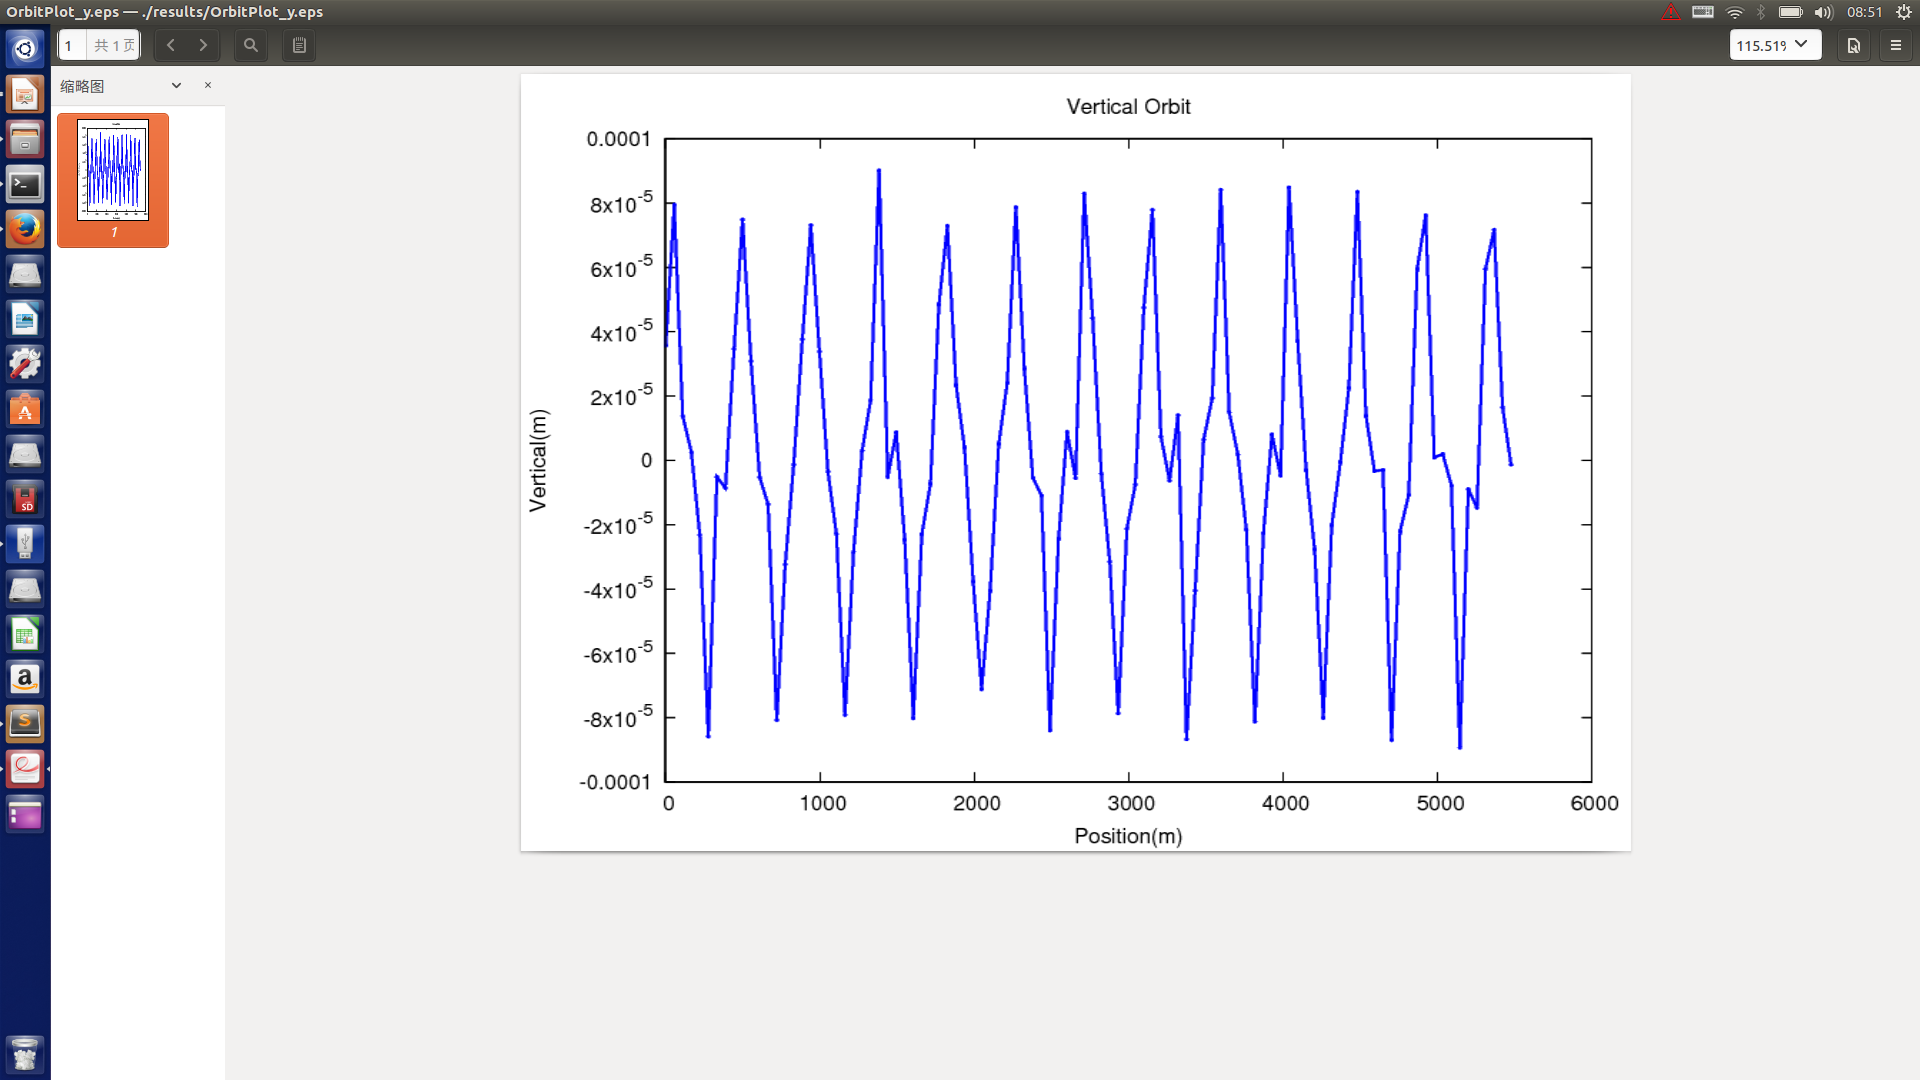 OrbitPlot_y.eps — ./results/OrbitPlot_y.eps
08:51
1 共 1 页
115.51%
缩略图
1
Vertical Orbit
0.0001
8x10-5
6x10-5
4x10-5
2x10-5
0
-2x10-5
-4x10-5
-6x10-5
-8x10-5
-0.0001
Vertical(m)
0 1000 2000 3000 4000 5000 6000
Position(m)
SD
a
S
A